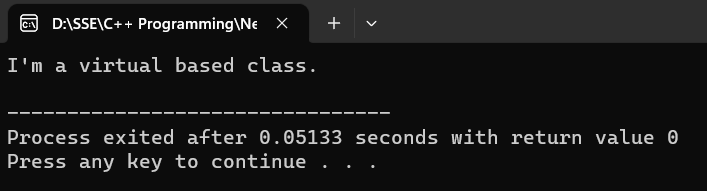 D:\SSE\C++ Programming\Ne
I'm a virtual based class.
--------------------------------
Process exited after 0.05133 seconds with return value 0
Press any key to continue . . .